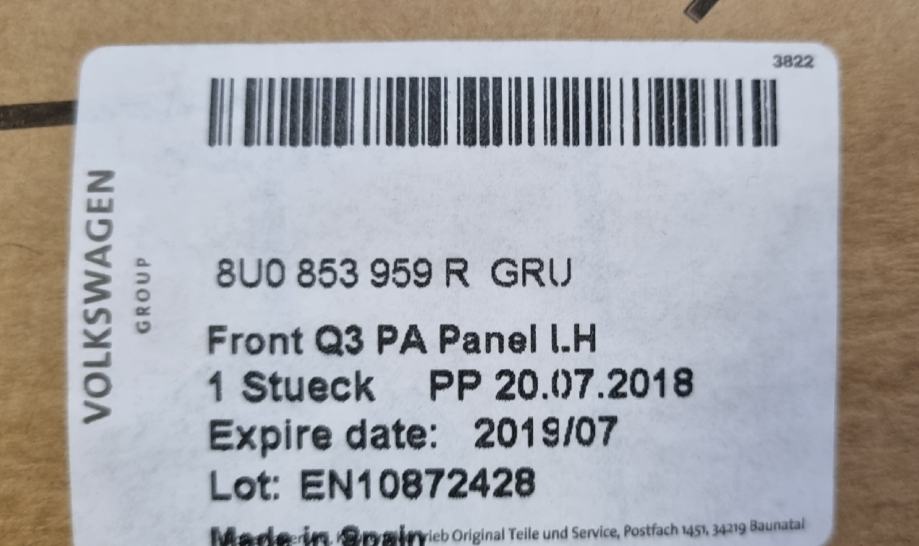 3822
VOLKSWAGEN
GROUP
8U0 853 959 R GRU
Front Q3 PA Panel LH
1 Stueck PP 20.07.2018
Expire date: 2019/07
Lot: EN10872428
Made in Spain
Original Teile und Service, Postfach 1451, 34219 Baunatal